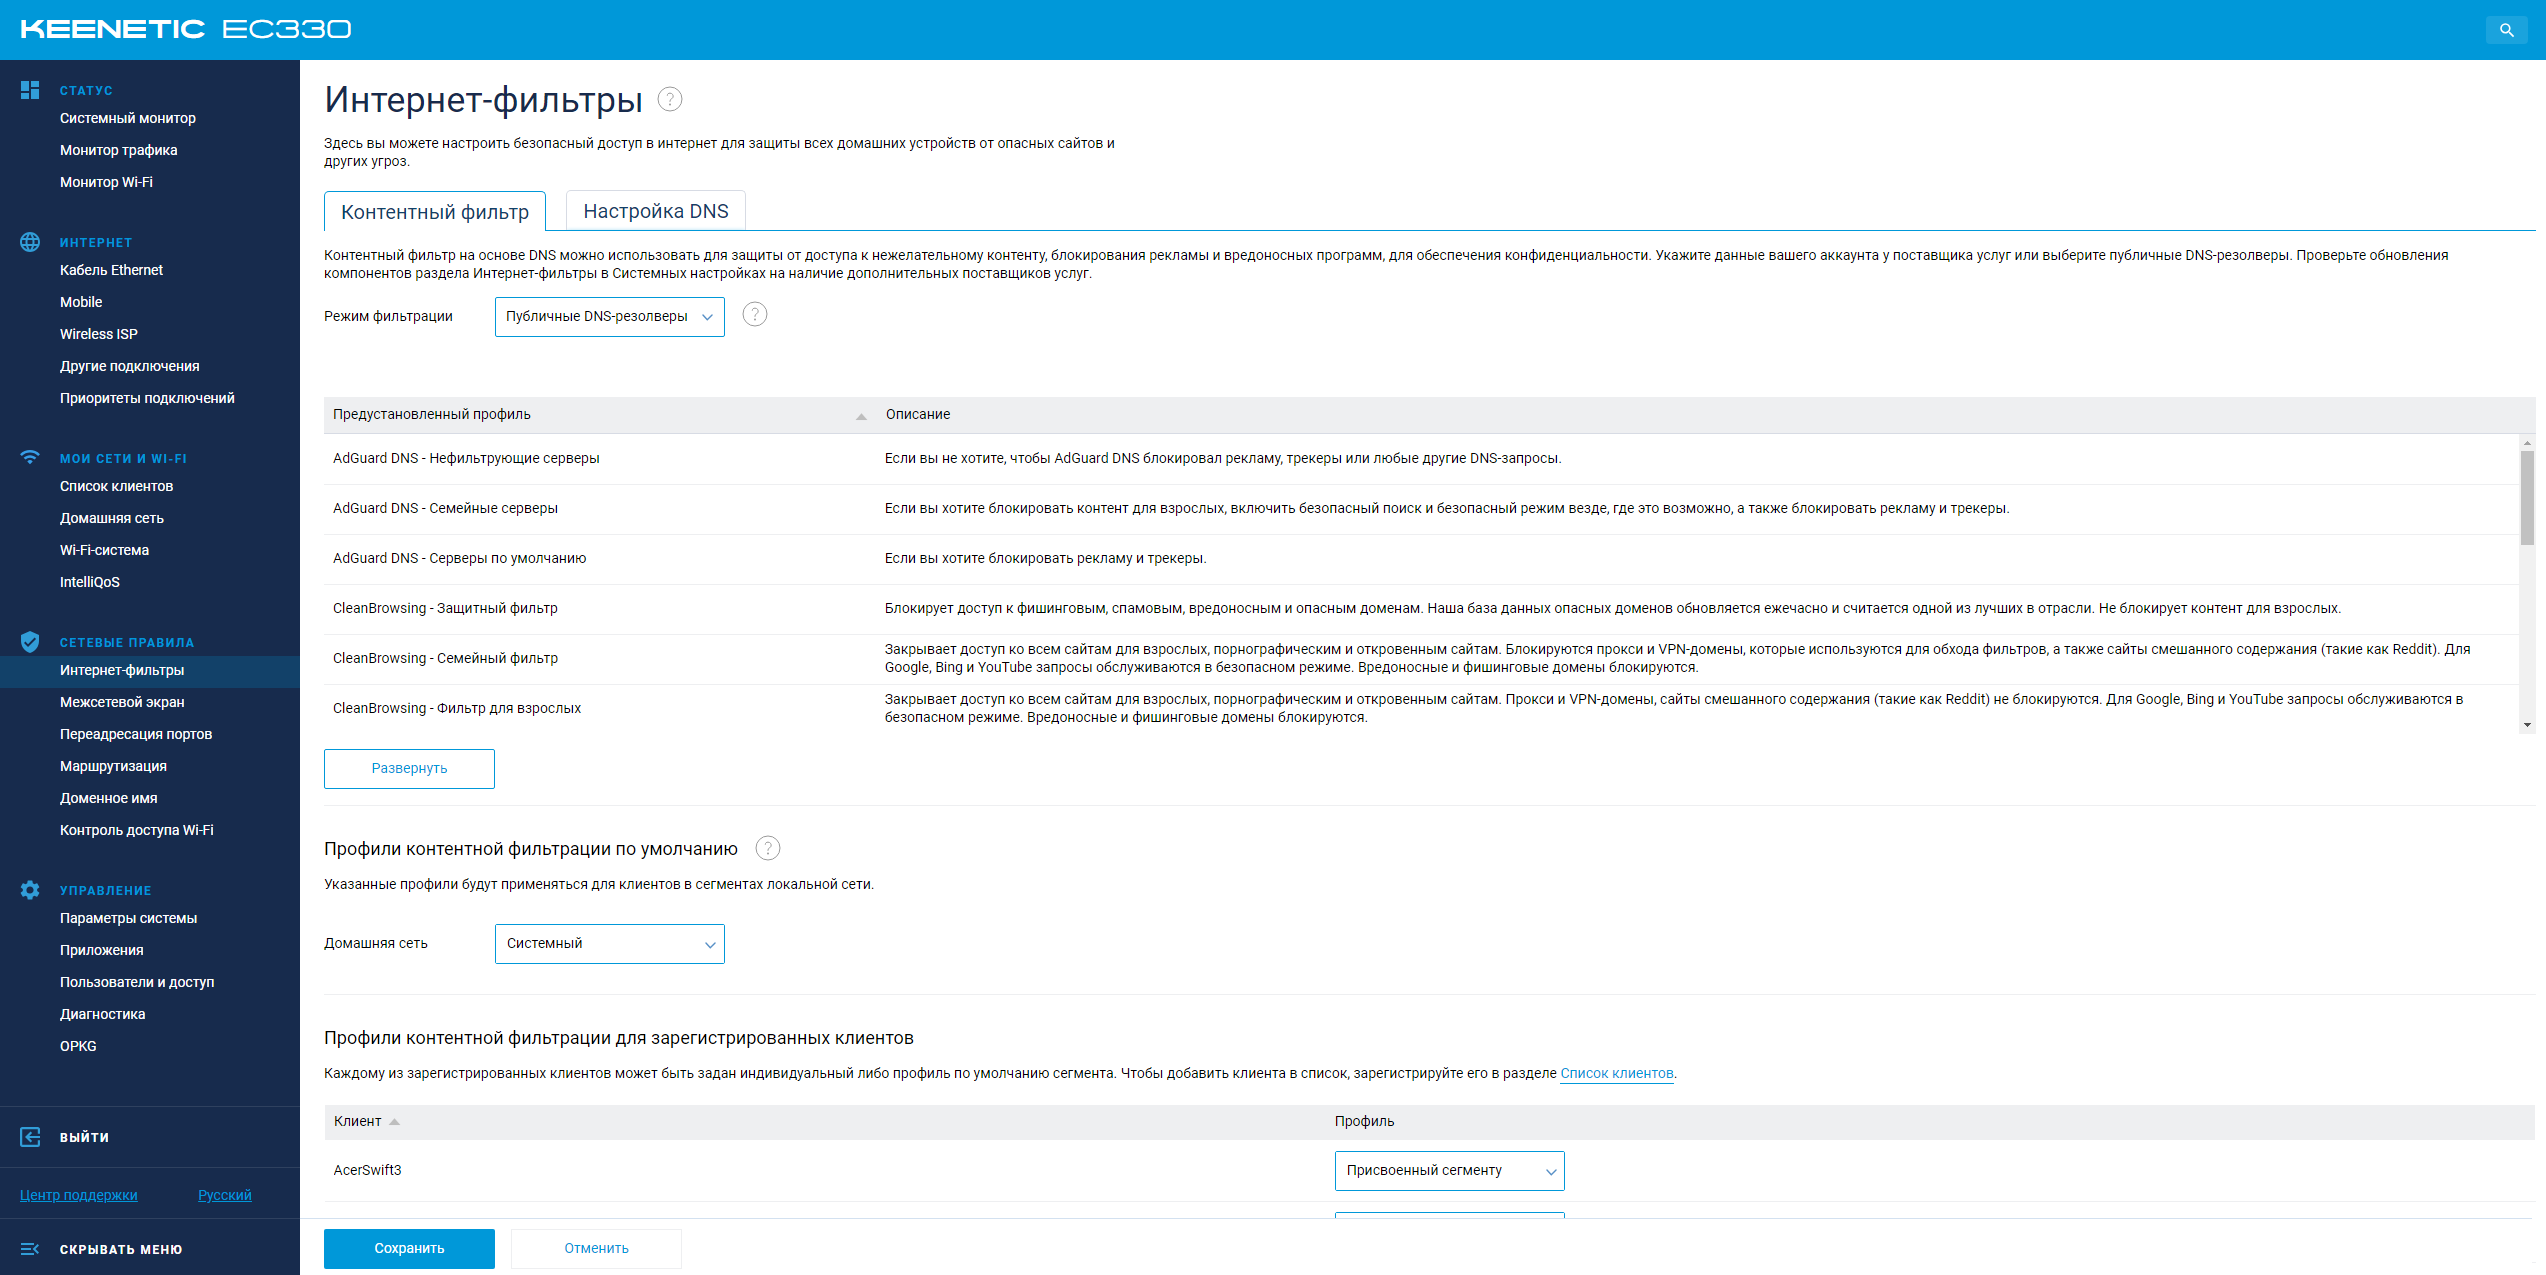 KEENETIC EC330
СТАТУС
Системный монитор
Монитор трафика
Монитор Wi-Fi
ИНТЕРНЕТ
Кабель Ethernet
Mobile
Wireless ISP
Другие подключения
Приоритеты подключений
МОИ СЕТИ И WI-FI
Список клиентов
Домашняя сеть
Wi-Fi-система
IntelliQoS
СЕТЕВЫЕ ПРАВИЛА
Интернет-фильтры
Межсетевой экран
Переадресация портов
Маршрутизация
Доменное имя
Контроль доступа Wi-Fi
УПРАВЛЕНИЕ
Параметры системы
Приложения
Пользователи и доступ
Диагностика
OPKG
ВЫЙТИ
Центр поддержки Русский
СКРЫВАТЬ МЕНЮ
Интернет-фильтры ?
Здесь вы можете настроить безопасный доступ в интернет для защиты всех домашних устройств от опасных сайтов и
других угроз.
Контентный фильтр Настройка DNS
Контентный фильтр на основе DNS можно использовать для защиты от доступа к нежелательному контенту, блокирования рекламы и вредоносных программ, для обеспечения конфиденциальности. Укажите данные вашего аккаунта у поставщика услуг или выберите публичные DNS-резолверы. Проверьте обновления
компонентов раздела Интернет-фильтры в Системных настройках на наличие дополнительных поставщиков услуг.
Режим фильтрации Публичные DNS-резолверы ?
Предустановленный профиль Описание
AdGuard DNS - Нефильтрующие серверы Если вы не хотите, чтобы AdGuard DNS блокировал рекламу, трекеры или любые другие DNS-запросы.
AdGuard DNS - Семейные серверы Если вы хотите блокировать контент для взрослых, включить безопасный поиск и безопасный режим везде, где это возможно, а также блокировать рекламу и трекеры.
AdGuard DNS - Серверы по умолчанию Если вы хотите блокировать рекламу и трекеры.
CleanBrowsing - Защитный фильтр Блокирует доступ к фишинговым, спамовым, вредоносным и опасным доменам. Наша база данных опасных доменов обновляется ежечасно и считается одной из лучших в отрасли. Не блокирует контент для взрослых.
CleanBrowsing - Семейный фильтр Закрывает доступ ко всем сайтам для взрослых, порнографическим и откровенным сайтам. Блокируются прокси и VPN-домены, которые используются для обхода фильтров, а также сайты смешанного содержания (такие как Reddit). Для
Google, Bing и YouTube запросы обслуживаются в безопасном режиме. Вредоносные и фишинговые домены блокируются.
CleanBrowsing - Фильтр для взрослых Закрывает доступ ко всем сайтам для взрослых, порнографическим и откровенным сайтам. Прокси и VPN-домены, сайты смешанного содержания (такие как Reddit) не блокируются. Для Google, Bing и YouTube запросы обслуживаются в
безопасном режиме. Вредоносные и фишинговые домены блокируются.
Развернуть
Профили контентной фильтрации по умолчанию ?
Указанные профили будут применяться для клиентов в сегментах локальной сети.
Домашняя сеть Системный
Профили контентной фильтрации для зарегистрированных клиентов
Каждому из зарегистрированных клиентов может быть задан индивидуальный либо профиль по умолчанию сегмента. Чтобы добавить клиента в список, зарегистрируйте его в разделе Список клиентов.
Клиент Профиль
AcerSwift3 Присвоенный сегменту
Сохранить Отменить